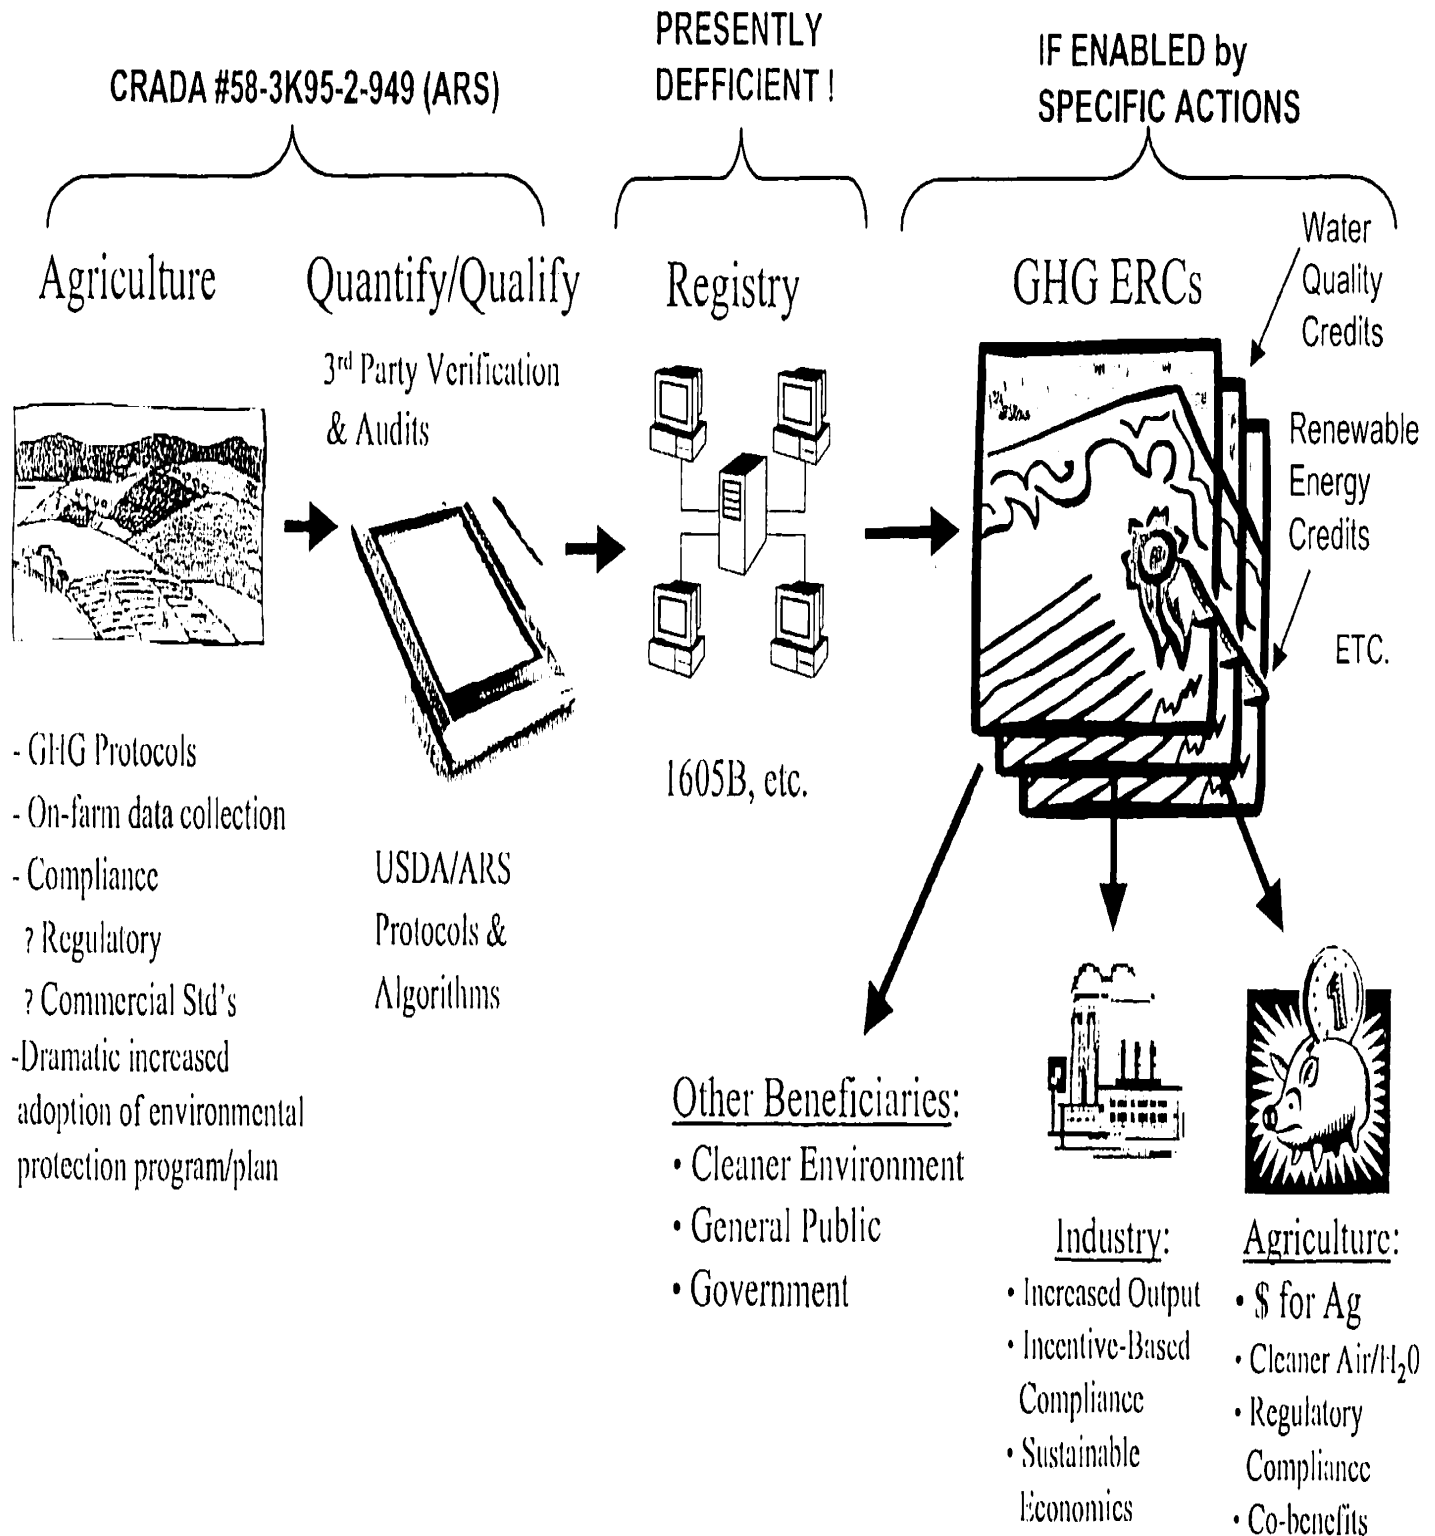 CRADA #58-3K95-2-949 (ARS)
PRESENTLY
DEFFICIENT !
IF ENABLED by
SPECIFIC ACTIONS
Agriculture
Quantify/Qualify
3rd Party Verification
& Audits
Registry
GHG ERCs
Water
Quality
Credits
Renewable
Energy
Credits
ETC.
- GHG Protocols
- On-farm data collection
- Compliance
? Regulatory
? Commercial Std's
-Dramatic increased
adoption of environmental
protection program/plan
USDA/ARS
Protocols &
Algorithms
1605B, etc.
1
Other Beneficiaries:
• Cleaner Environment
• General Public
• Government
Industry:
• Increased Output
• Incentive-Based
Compliance
• Sustainable
Economics
Agriculture:
• $ for Ag
• Cleaner Air/H₂0
• Regulatory
Compliance
• Co-benefits